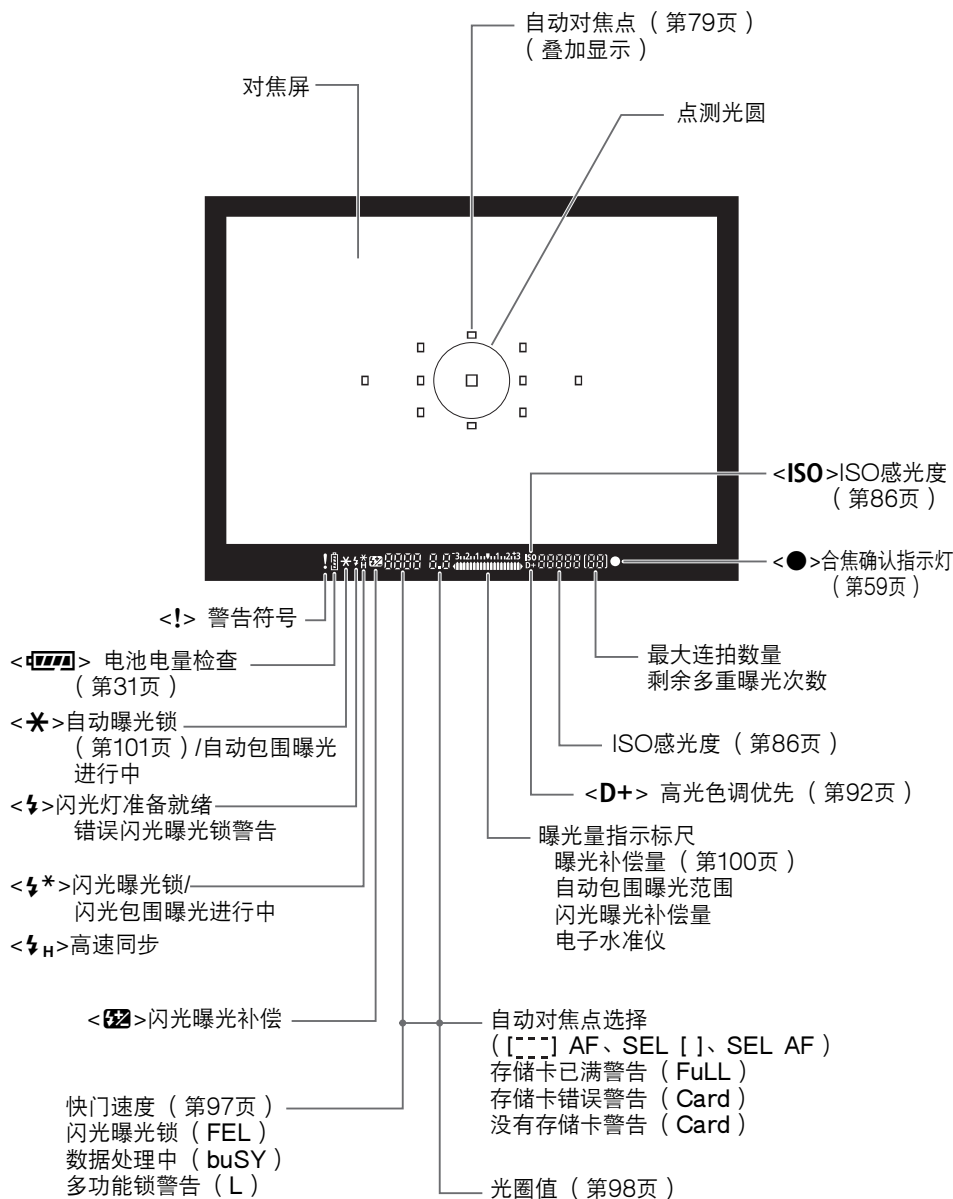 自动对焦点（第79页）
（叠加显示）
对焦屏
点测光圆
<ISO>ISO感光度
（第86页）
<●>合焦确认指示灯
（第59页）
<!> 警告符号
< > 电池电量检查
（第31页）
<✱>自动曝光锁
（第101页）/自动包围曝光
进行中
<⚡>闪光灯准备就绪
错误闪光曝光锁警告
<⚡*>闪光曝光锁/
闪光包围曝光进行中
<⚡H>高速同步
< >闪光曝光补偿
最大连拍数量
剩余多重曝光次数
ISO感光度（第86页）
<D+> 高光色调优先（第92页）
曝光量指示标尺
曝光补偿量（第100页）
自动包围曝光范围
闪光曝光补偿量
电子水准仪
自动对焦点选择
（[---] AF、SEL [ ]、SEL AF）
存储卡已满警告（FuLL）
存储卡错误警告（Card）
没有存储卡警告（Card）
快门速度（第97页）
闪光曝光锁（FEL）
数据处理中（buSY）
多功能锁警告（L）
光圈值（第98页）